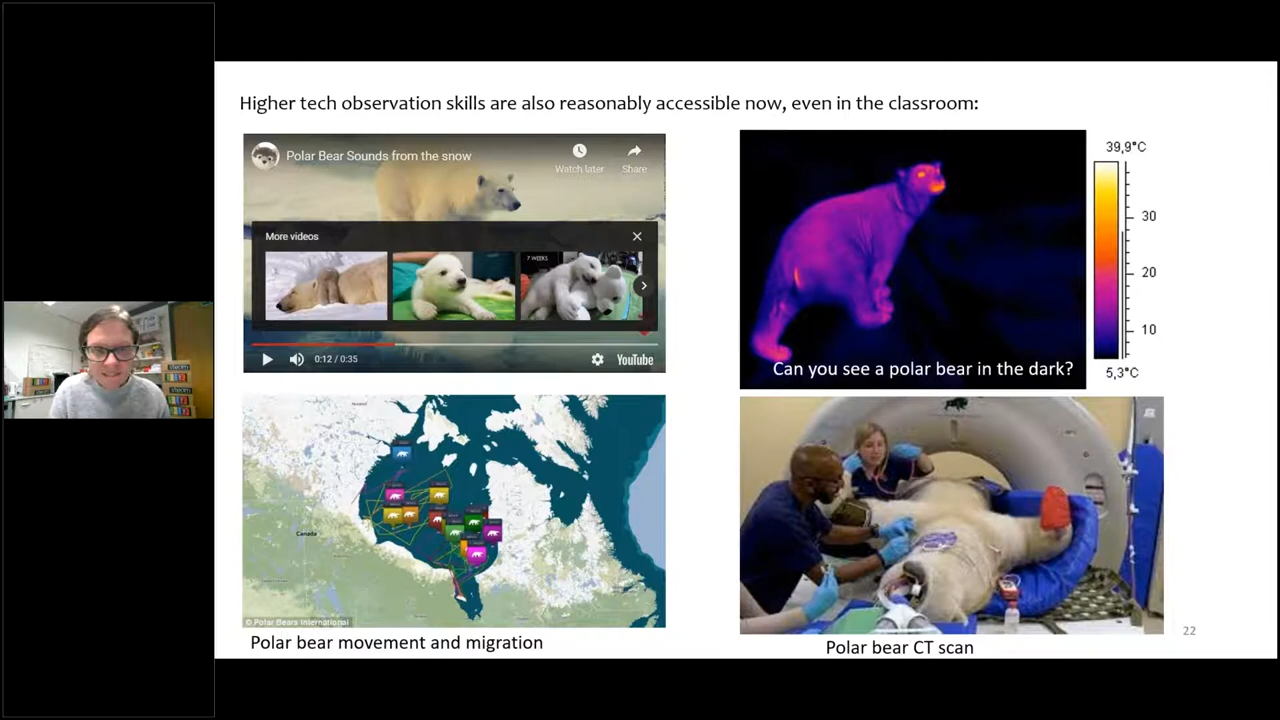 Higher tech observation skills are also reasonably accessible now, even in the classroom:
Polar Bear Sounds from the snow
Watch later
Share
More videos
7 WEEKS
0:12 / 0:35
YouTube
39,9°C
30
20
10
5,3°C
Can you see a polar bear in the dark?
Canada
© Polar Bears International
Polar bear movement and migration
Polar bear CT scan
22